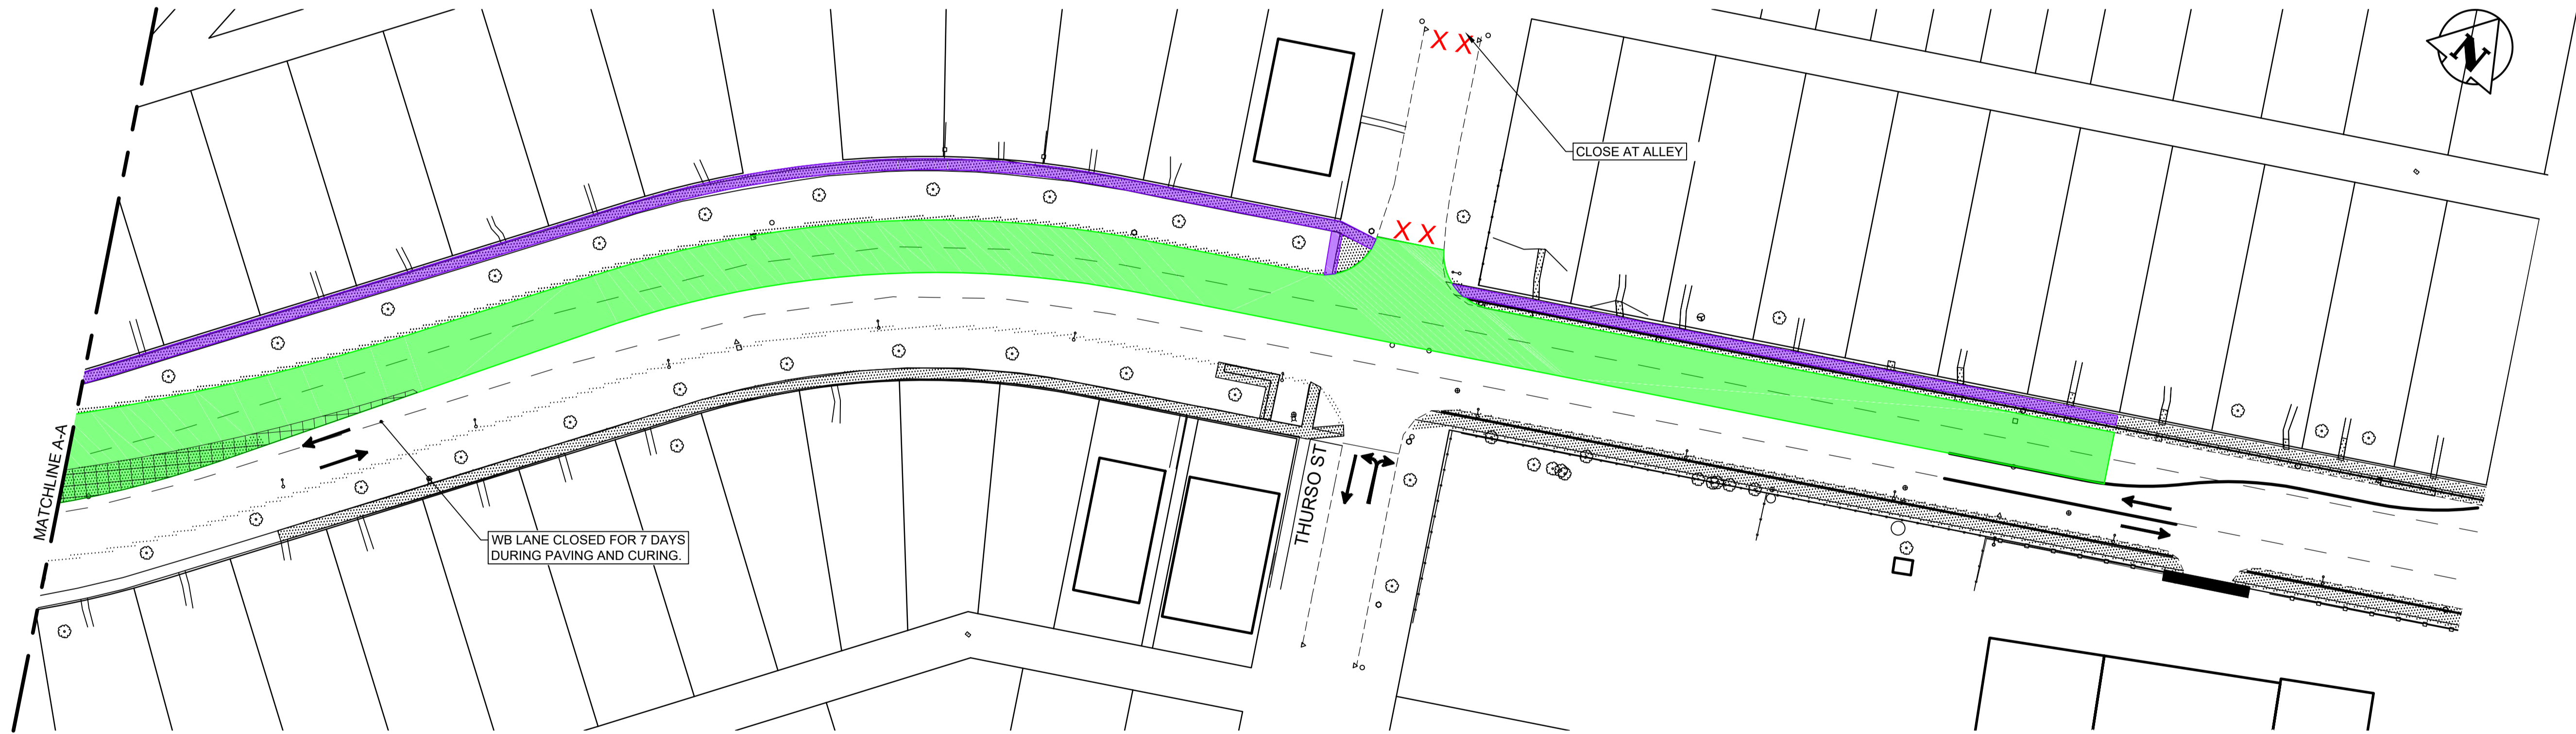 X X
N
CLOSE AT ALLEY
X X
MATCHLINE A-A
WB LANE CLOSED FOR 7 DAYS
DURING PAVING AND CURING.
THURSO ST